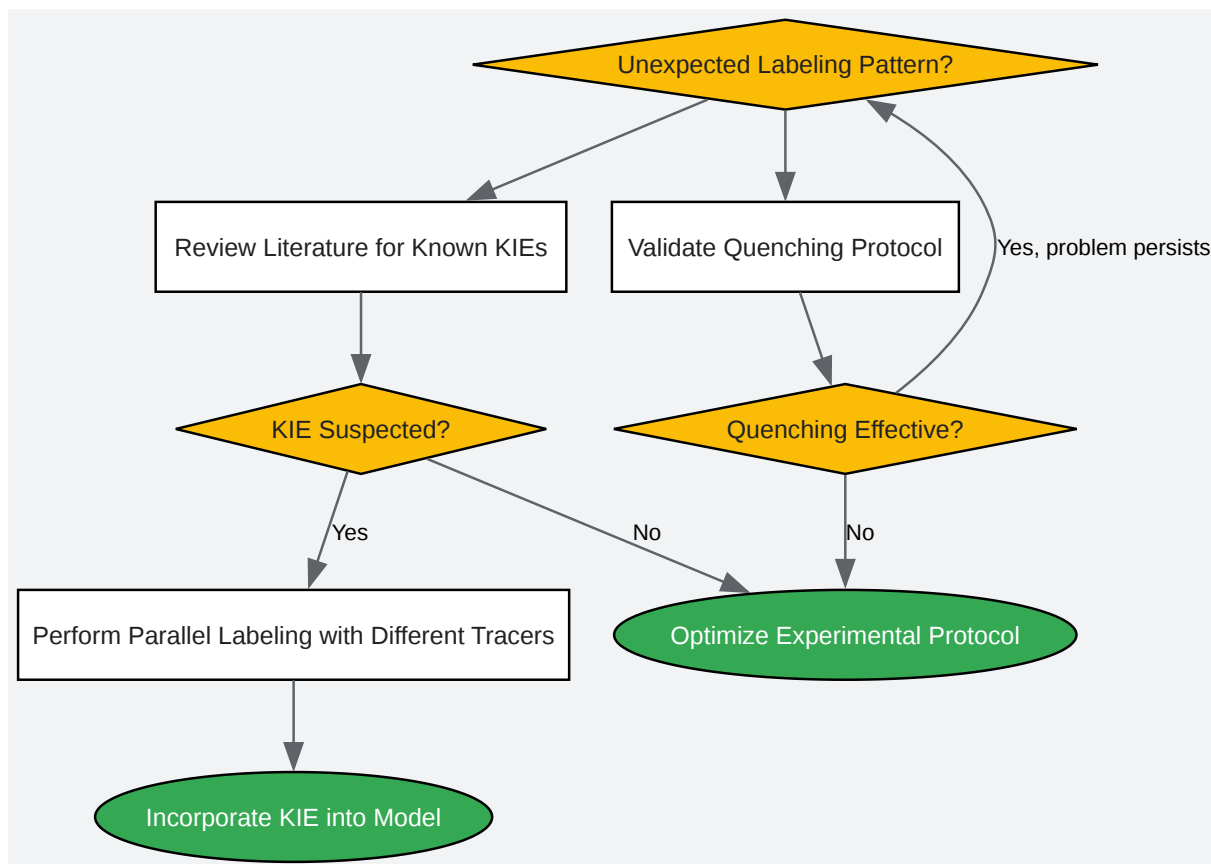 Unexpected Labeling Pattern?
Review Literature for Known KIEs
Validate Quenching Protocol
Yes, problem persists
KIE Suspected?
Quenching Effective?
Yes
No
No
Perform Parallel Labeling with Different Tracers
Optimize Experimental Protocol
Incorporate KIE into Model